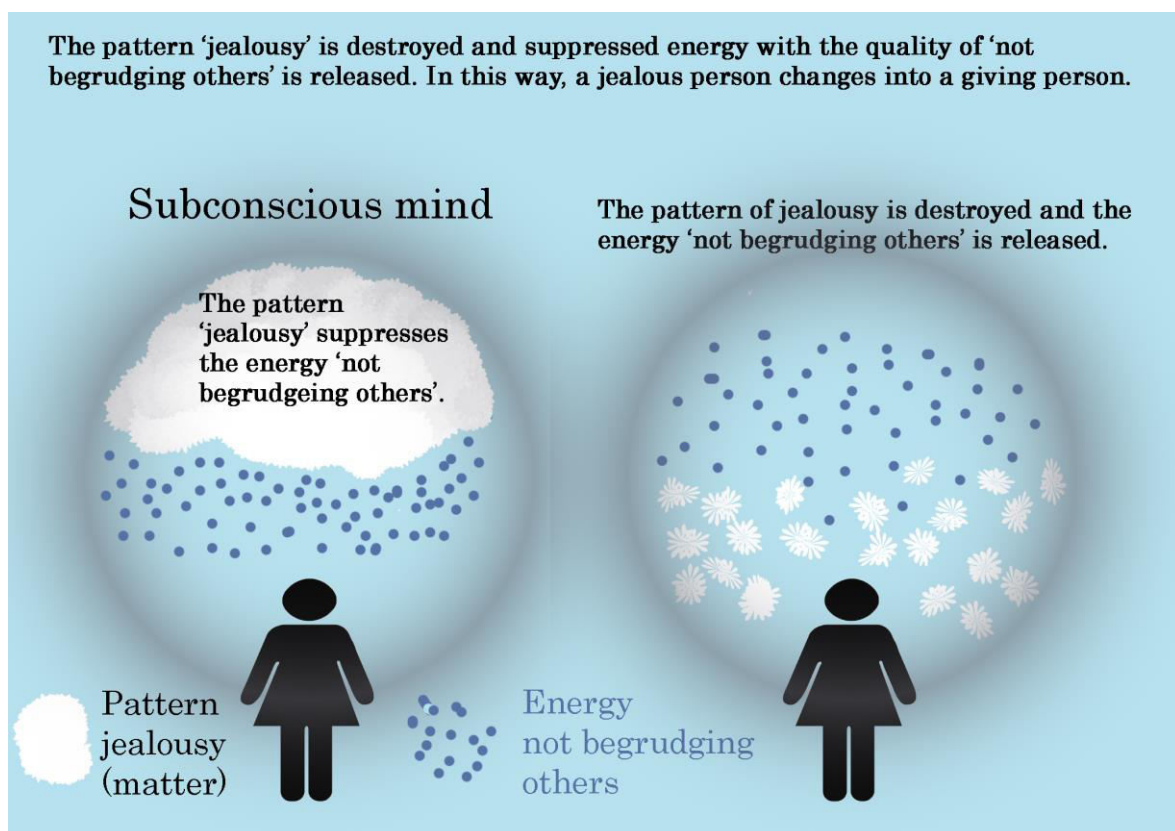 The pattern ‘jealousy’ is destroyed and suppressed energy with the quality of ‘not
begrudging others’ is released. In this way, a jealous person changes into a giving person.
Subconscious mind
The pattern
‘jealousy’ suppresses
the energy ‘not
begrudgeing others’.
The pattern of jealousy is destroyed and the
energy ‘not begrudging others’ is released.
Pattern
jealousy
(matter)
Energy
not begrudging
others